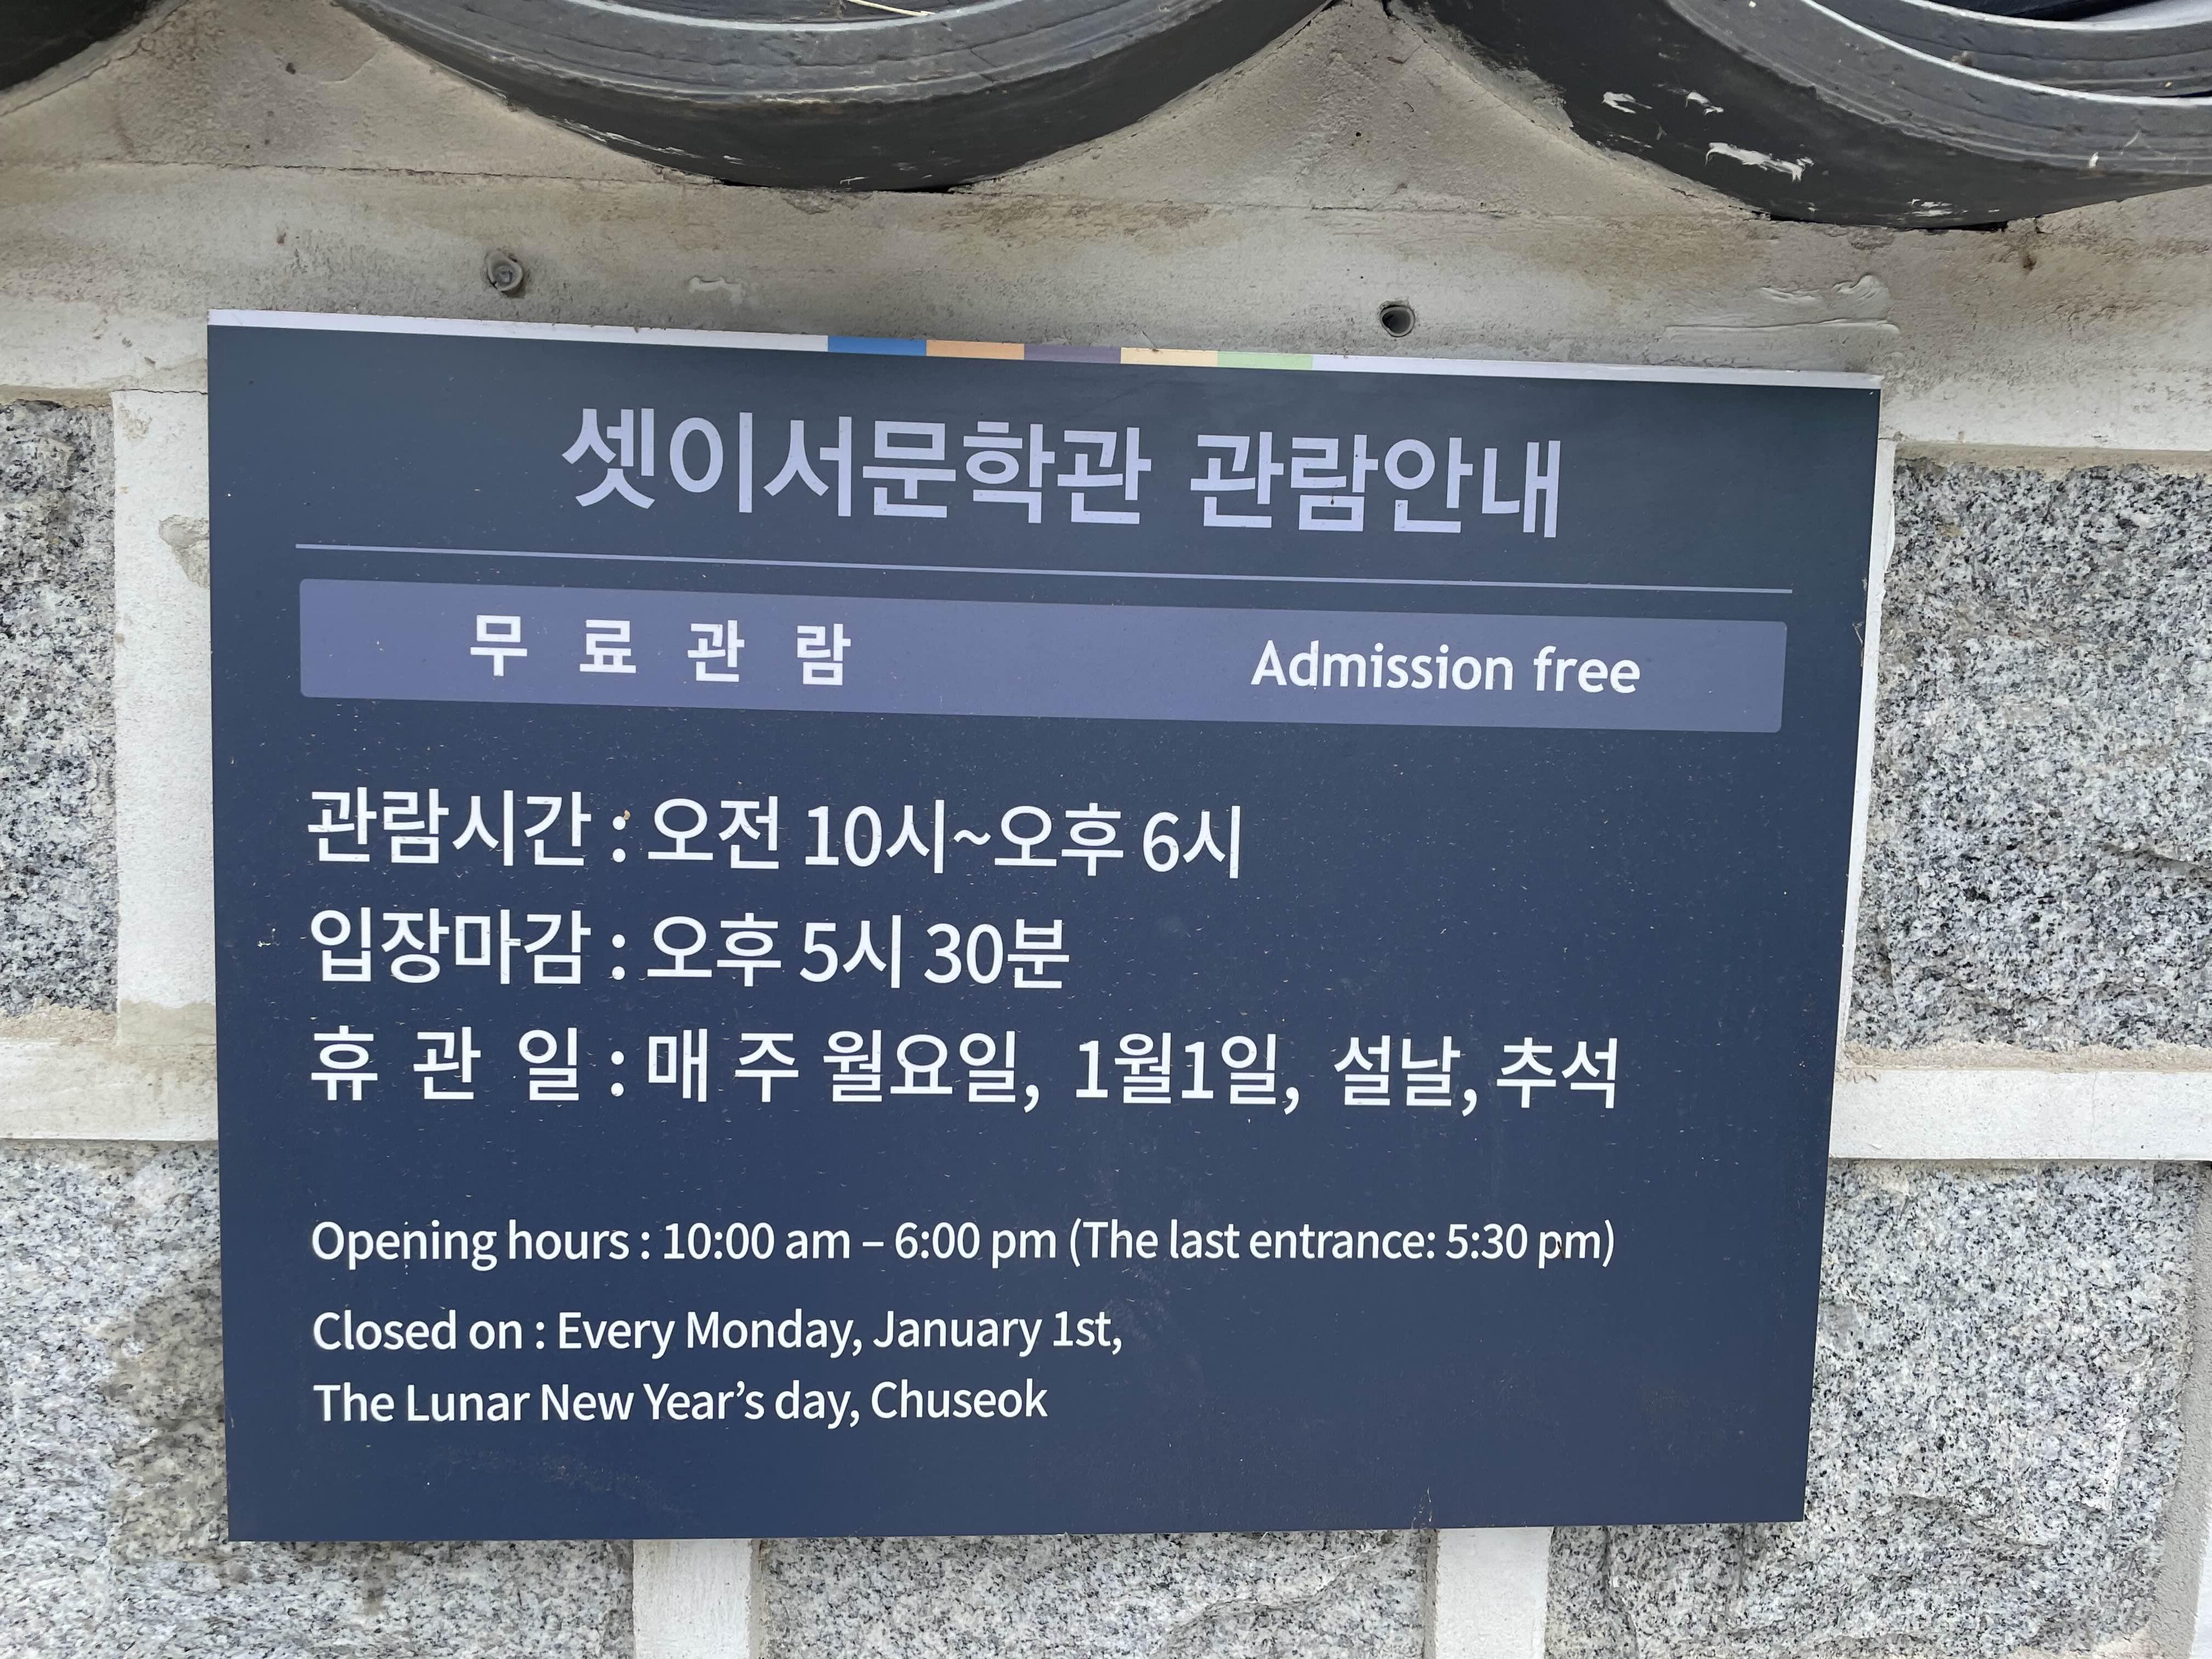 셋이서문학관 관람안내
무 료 관 람 Admission free
관람시간 : 오전 10시~오후 6시
입장마감 : 오후 5시 30분
휴 관 일 : 매 주 월요일, 1월1일, 설날, 추석
Opening hours : 10:00 am – 6:00 pm (The last entrance: 5:30 pm)
Closed on : Every Monday, January 1st,
The Lunar New Year’s day, Chuseok